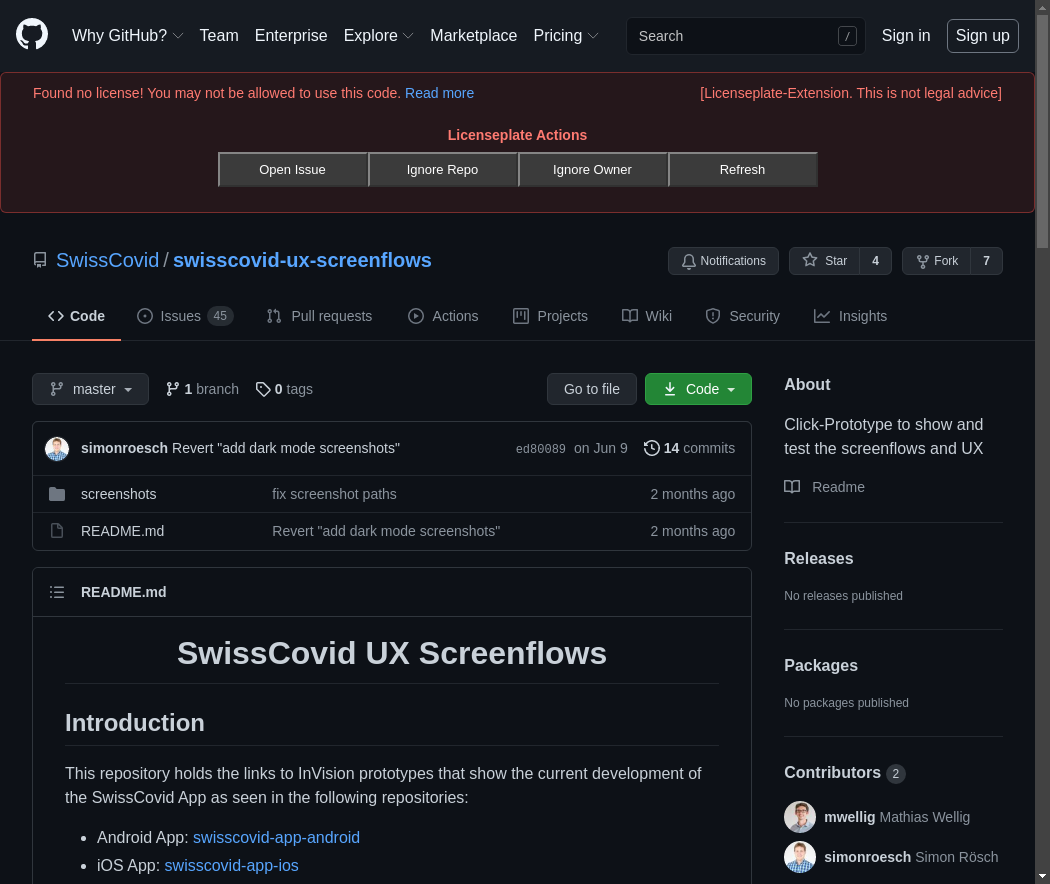 Why GitHub? Team Enterprise Explore Marketplace Pricing Search / Sign in Sign up
Found no license! You may not be allowed to use this code. Read more [Licenseplate-Extension. This is not legal advice]
Licenseplate Actions
Open Issue Ignore Repo Ignore Owner Refresh
SwissCovid / swisscovid-ux-screenflows Notifications Star 4 Fork 7
Code Issues 45 Pull requests Actions Projects Wiki Security Insights
master 1 branch 0 tags Go to file Code
simonroesch Revert "add dark mode screenshots" ed80089 on Jun 9 14 commits
screenshots fix screenshot paths 2 months ago
README.md Revert "add dark mode screenshots" 2 months ago
README.md
SwissCovid UX Screenflows
Introduction
This repository holds the links to InVision prototypes that show the current development of
the SwissCovid App as seen in the following repositories:
Android App: swisscovid-app-android
iOS App: swisscovid-app-ios
About
Click-Prototype to show and
test the screenflows and UX
Readme
Releases
No releases published
Packages
No packages published
Contributors 2
mwellig Mathias Wellig
simonroesch Simon Rösch